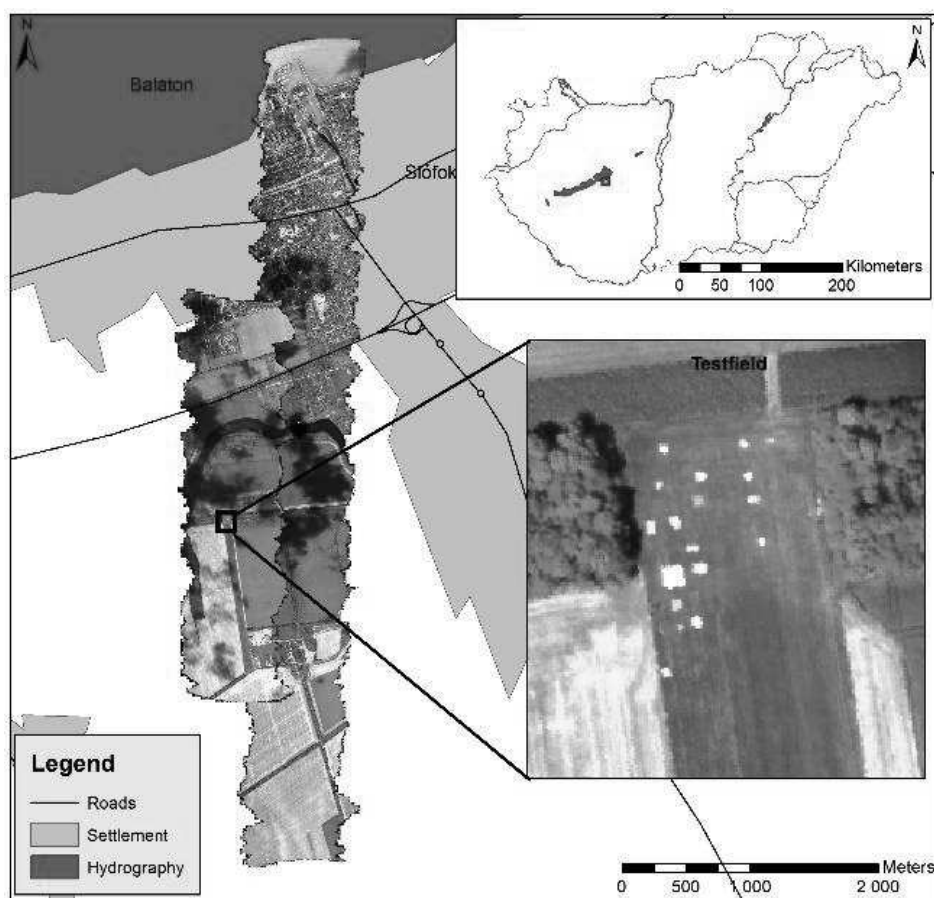 N
Balaton
Siófok
N
Kilometers
0 50 100 200
Testfield
Legend
Roads
Settlement
Hydrography
Meters
0 500 1 000 2 000